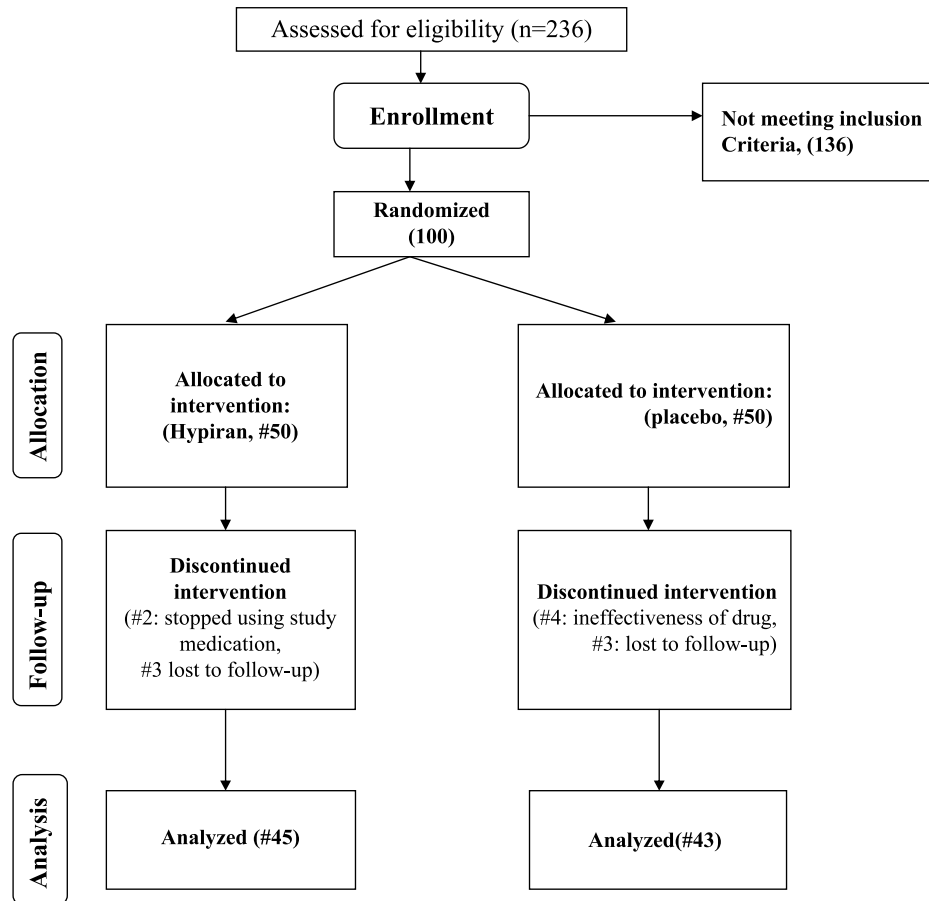 Assessed for eligibility (n=236)
Enrollment
Not meeting inclusion
Criteria, (136)
Randomized
(100)
Allocation
Allocated to
intervention:
(Hypiran, #50)
Allocated to intervention:
(placebo, #50)
Follow-up
Discontinued
intervention
(#2: stopped using study
medication,
#3 lost to follow-up)
Discontinued intervention
(#4: ineffectiveness of drug,
#3: lost to follow-up)
Analysis
Analyzed (#45)
Analyzed(#43)